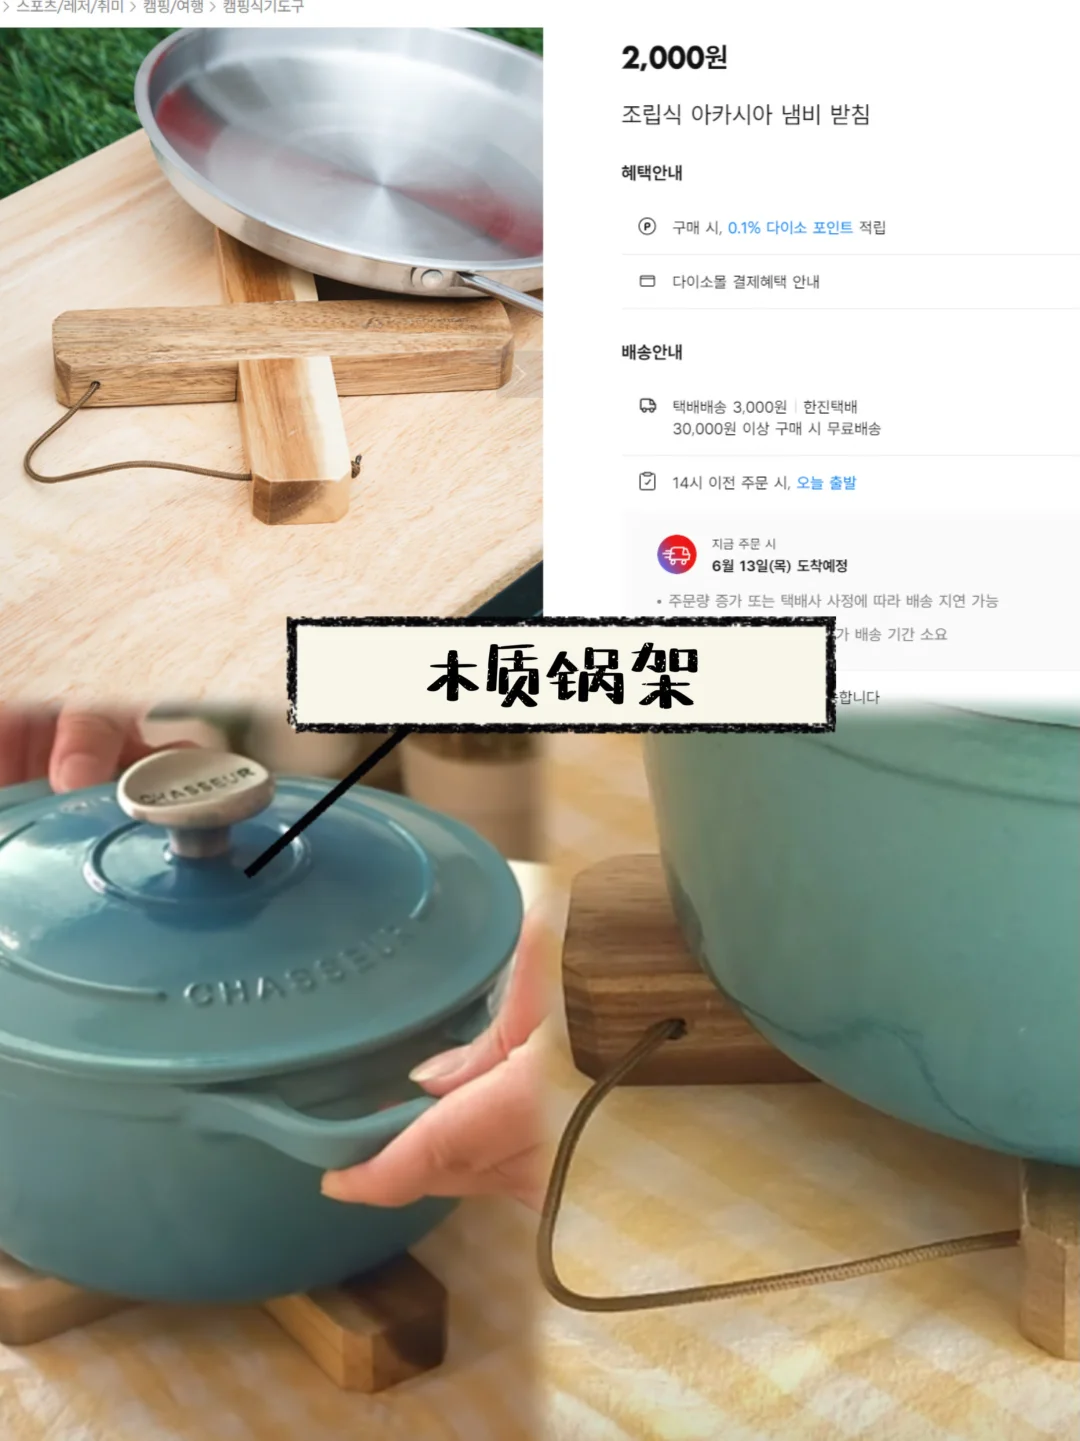 > 스포츠/레저/취미 > 캠핑/여행 > 캠핑식기도구
2,000원
조립식 아카시아 냄비 받침
혜택안내
P 구매 시, 0.1% 다이소 포인트 적립
다이소몰 결제혜택 안내
배송안내
택배배송 3,000원 | 한진택배
30,000원 이상 구매 시 무료배송
14시 이전 주문 시, 오늘 출발
지금 주문 시
6월 13일(목) 도착예정
• 주문량 증가 또는 택배사 사정에 따라 배송 지연 가능
가 배송 기간 소요
합니다
木质锅架
CHASSEUR
CHASSEUR